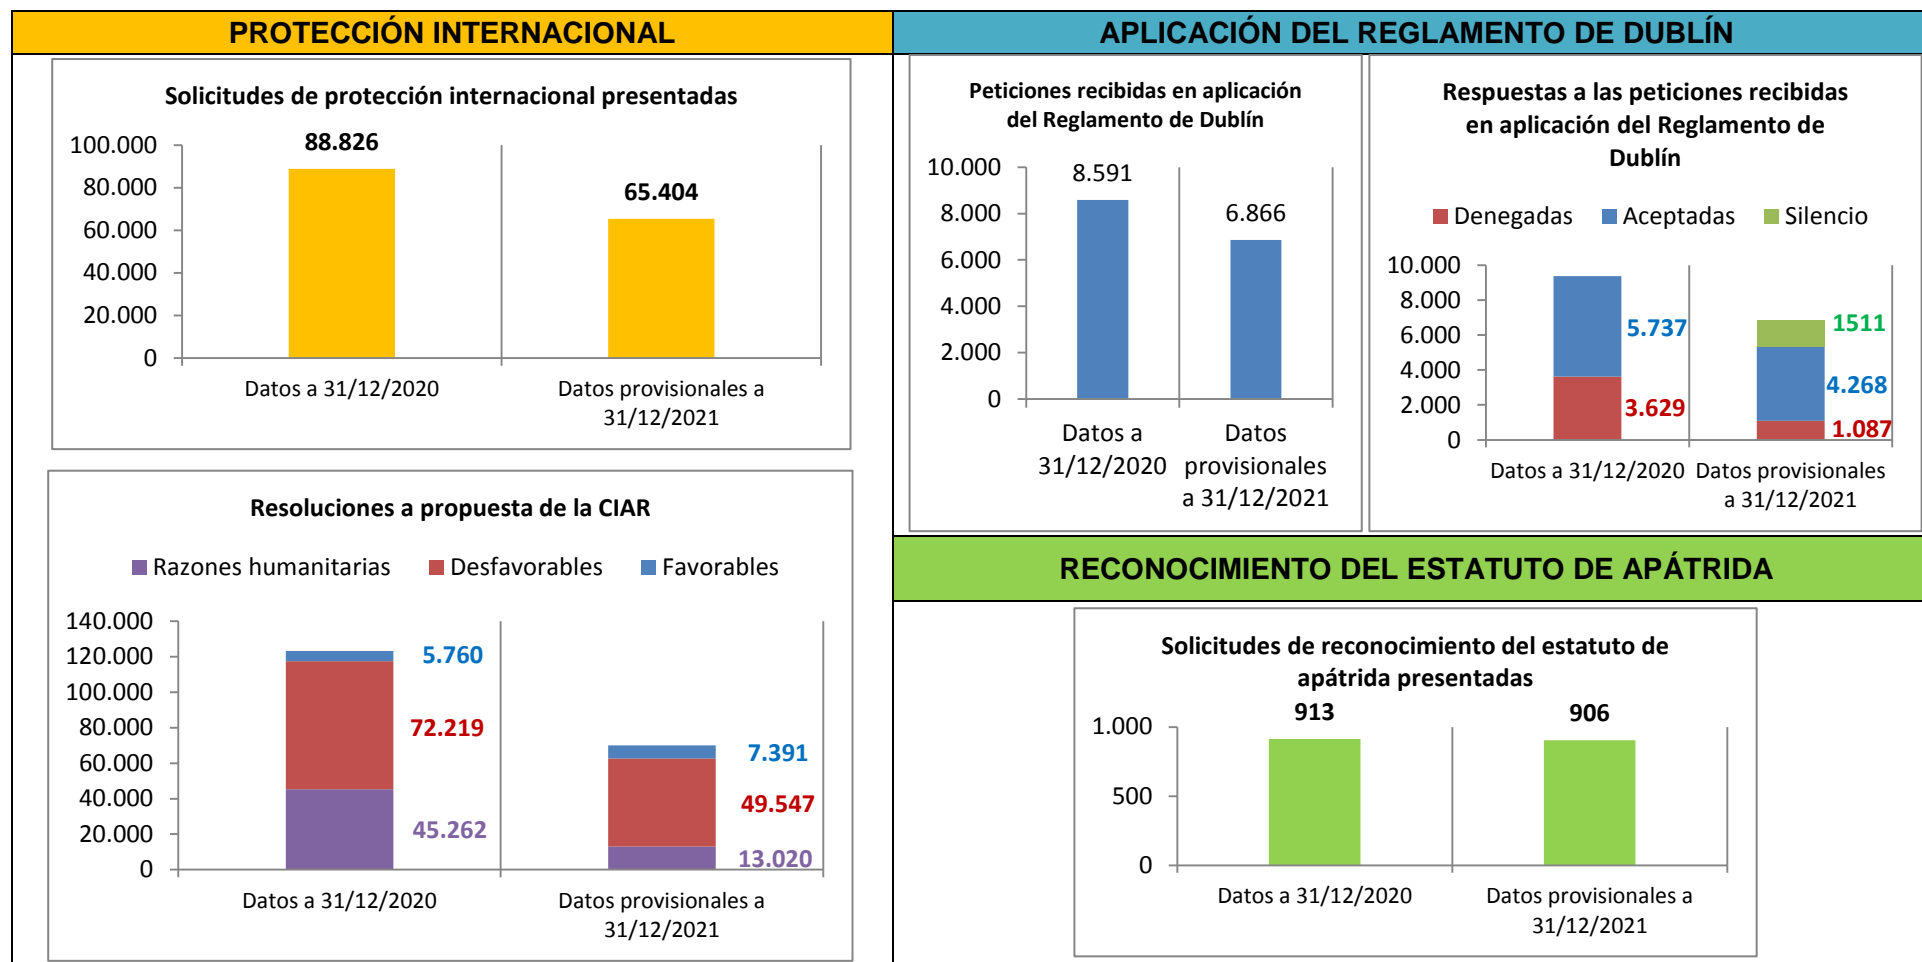 PROTECCIÓN INTERNACIONAL
Solicitudes de protección internacional presentadas
100.000
80.000
60.000
40.000
20.000
0
88.826
65.404
Datos a 31/12/2020
Datos provisionales a
31/12/2021
Resoluciones a propuesta de la CIAR
Razones humanitarias
Desfavorables
Favorables
140.000
120.000
100.000
80.000
60.000
40.000
20.000
0
5.760
72.219
45.262
7.391
49.547
13.020
Datos a 31/12/2020
Datos provisionales a
31/12/2021
APLICACIÓN DEL REGLAMENTO DE DUBLÍN
Peticiones recibidas en aplicación
del Reglamento de Dublín
10.000
8.000
6.000
4.000
2.000
0
8.591
6.866
Datos a
31/12/2020
Datos
provisionales
a 31/12/2021
Respuestas a las peticiones recibidas
en aplicación del Reglamento de
Dublín
Denegadas
Aceptadas
Silencio
10.000
8.000
6.000
4.000
2.000
0
5.737
3.629
1511
4.268
1.087
Datos a 31/12/2020
Datos provisionales
a 31/12/2021
RECONOCIMIENTO DEL ESTATUTO DE APÁTRIDA
Solicitudes de reconocimiento del estatuto de
apátrida presentadas
1.000
500
0
913
906
Datos a 31/12/2020
Datos provisionales a
31/12/2021